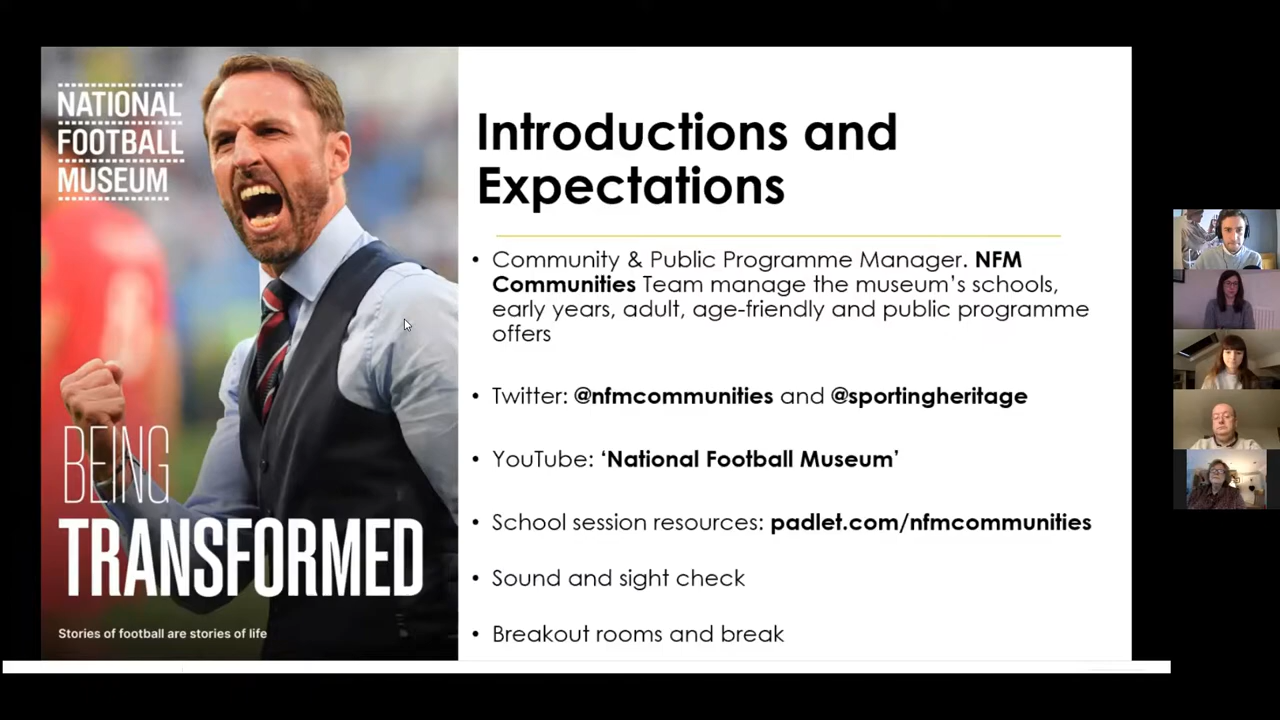 NATIONAL
FOOTBALL
MUSEUM
BEING
TRANSFORMED
Stories of football are stories of life
Introductions and
Expectations
• Community & Public Programme Manager. NFM
Communities Team manage the museum’s schools,
early years, adult, age-friendly and public programme
offers
• Twitter: @nfmcommunities and @sportingheritage
• YouTube: ‘National Football Museum’
• School session resources: padlet.com/nfmcommunities
• Sound and sight check
• Breakout rooms and break